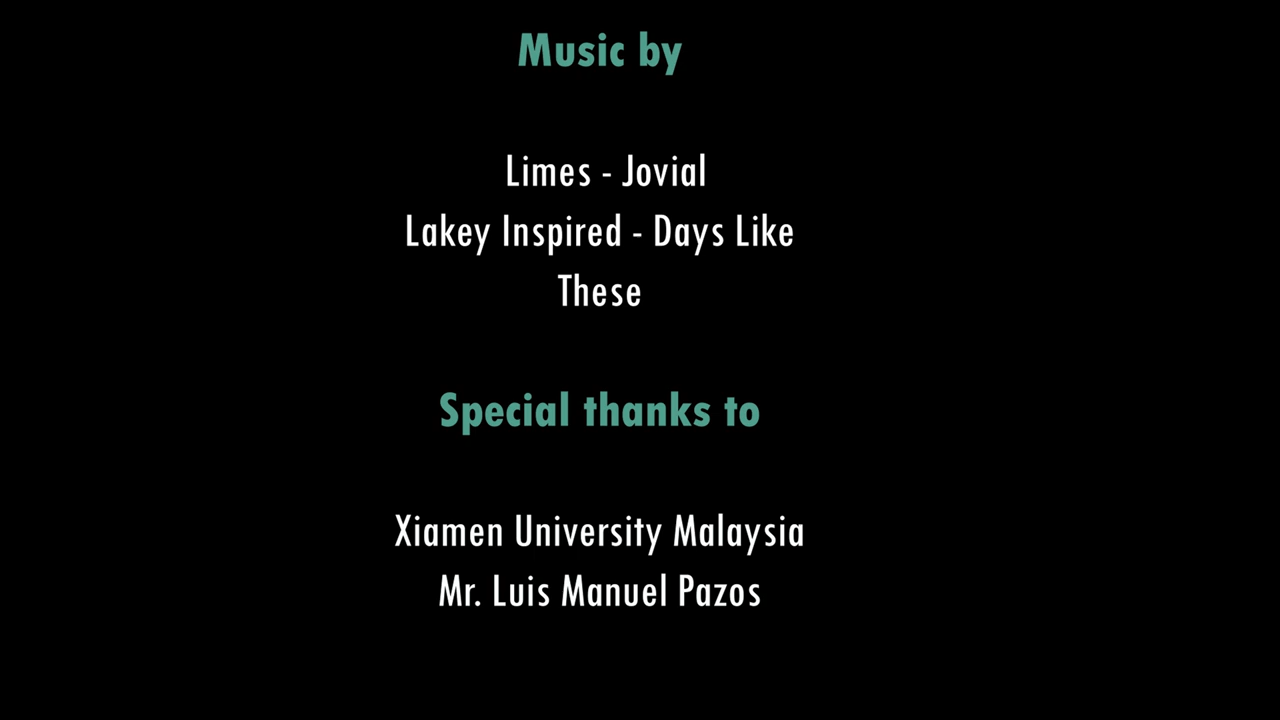 Music by
Limes - Jovial
Lakey Inspired - Days Like
These
Special thanks to
Xiamen University Malaysia
Mr. Luis Manuel Pazos